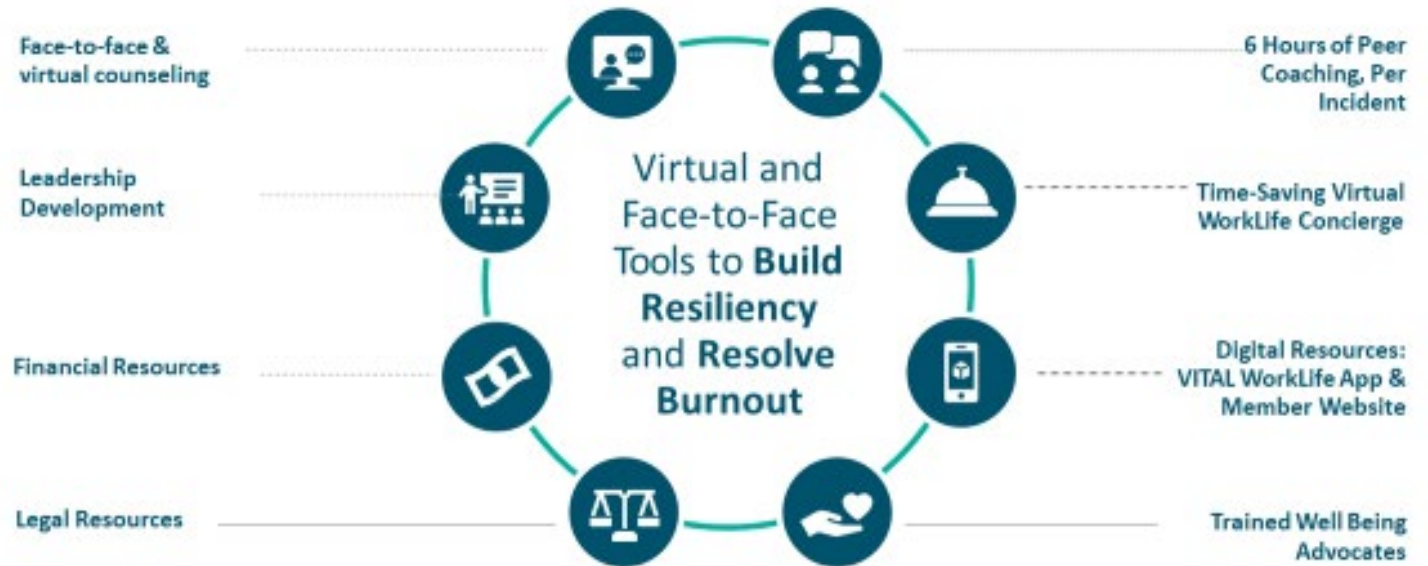 Face-to-face &
virtual counseling
Leadership
Development
Financial Resources
Legal Resources
Virtual and
Face-to-Face
Tools to Build
Resiliency
and Resolve
Burnout
6 Hours of Peer
Coaching, Per
Incident
Time-Saving Virtual
WorkLife Concierge
Digital Resources:
VITAL WorkLife App &
Member Website
Trained Well Being
Advocates